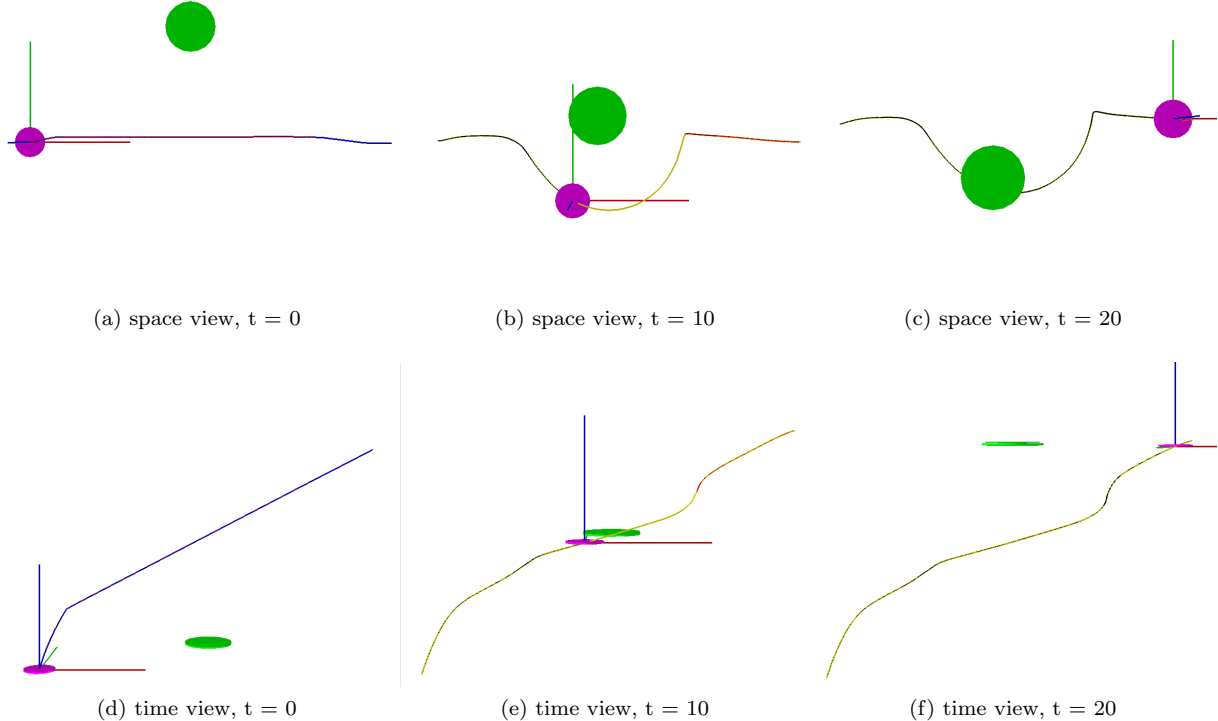 (a) space view, t = 0
(b) space view, t = 10
(c) space view, t = 20
(d) time view, t = 0
(e) time view, t = 10
(f) time view, t = 20